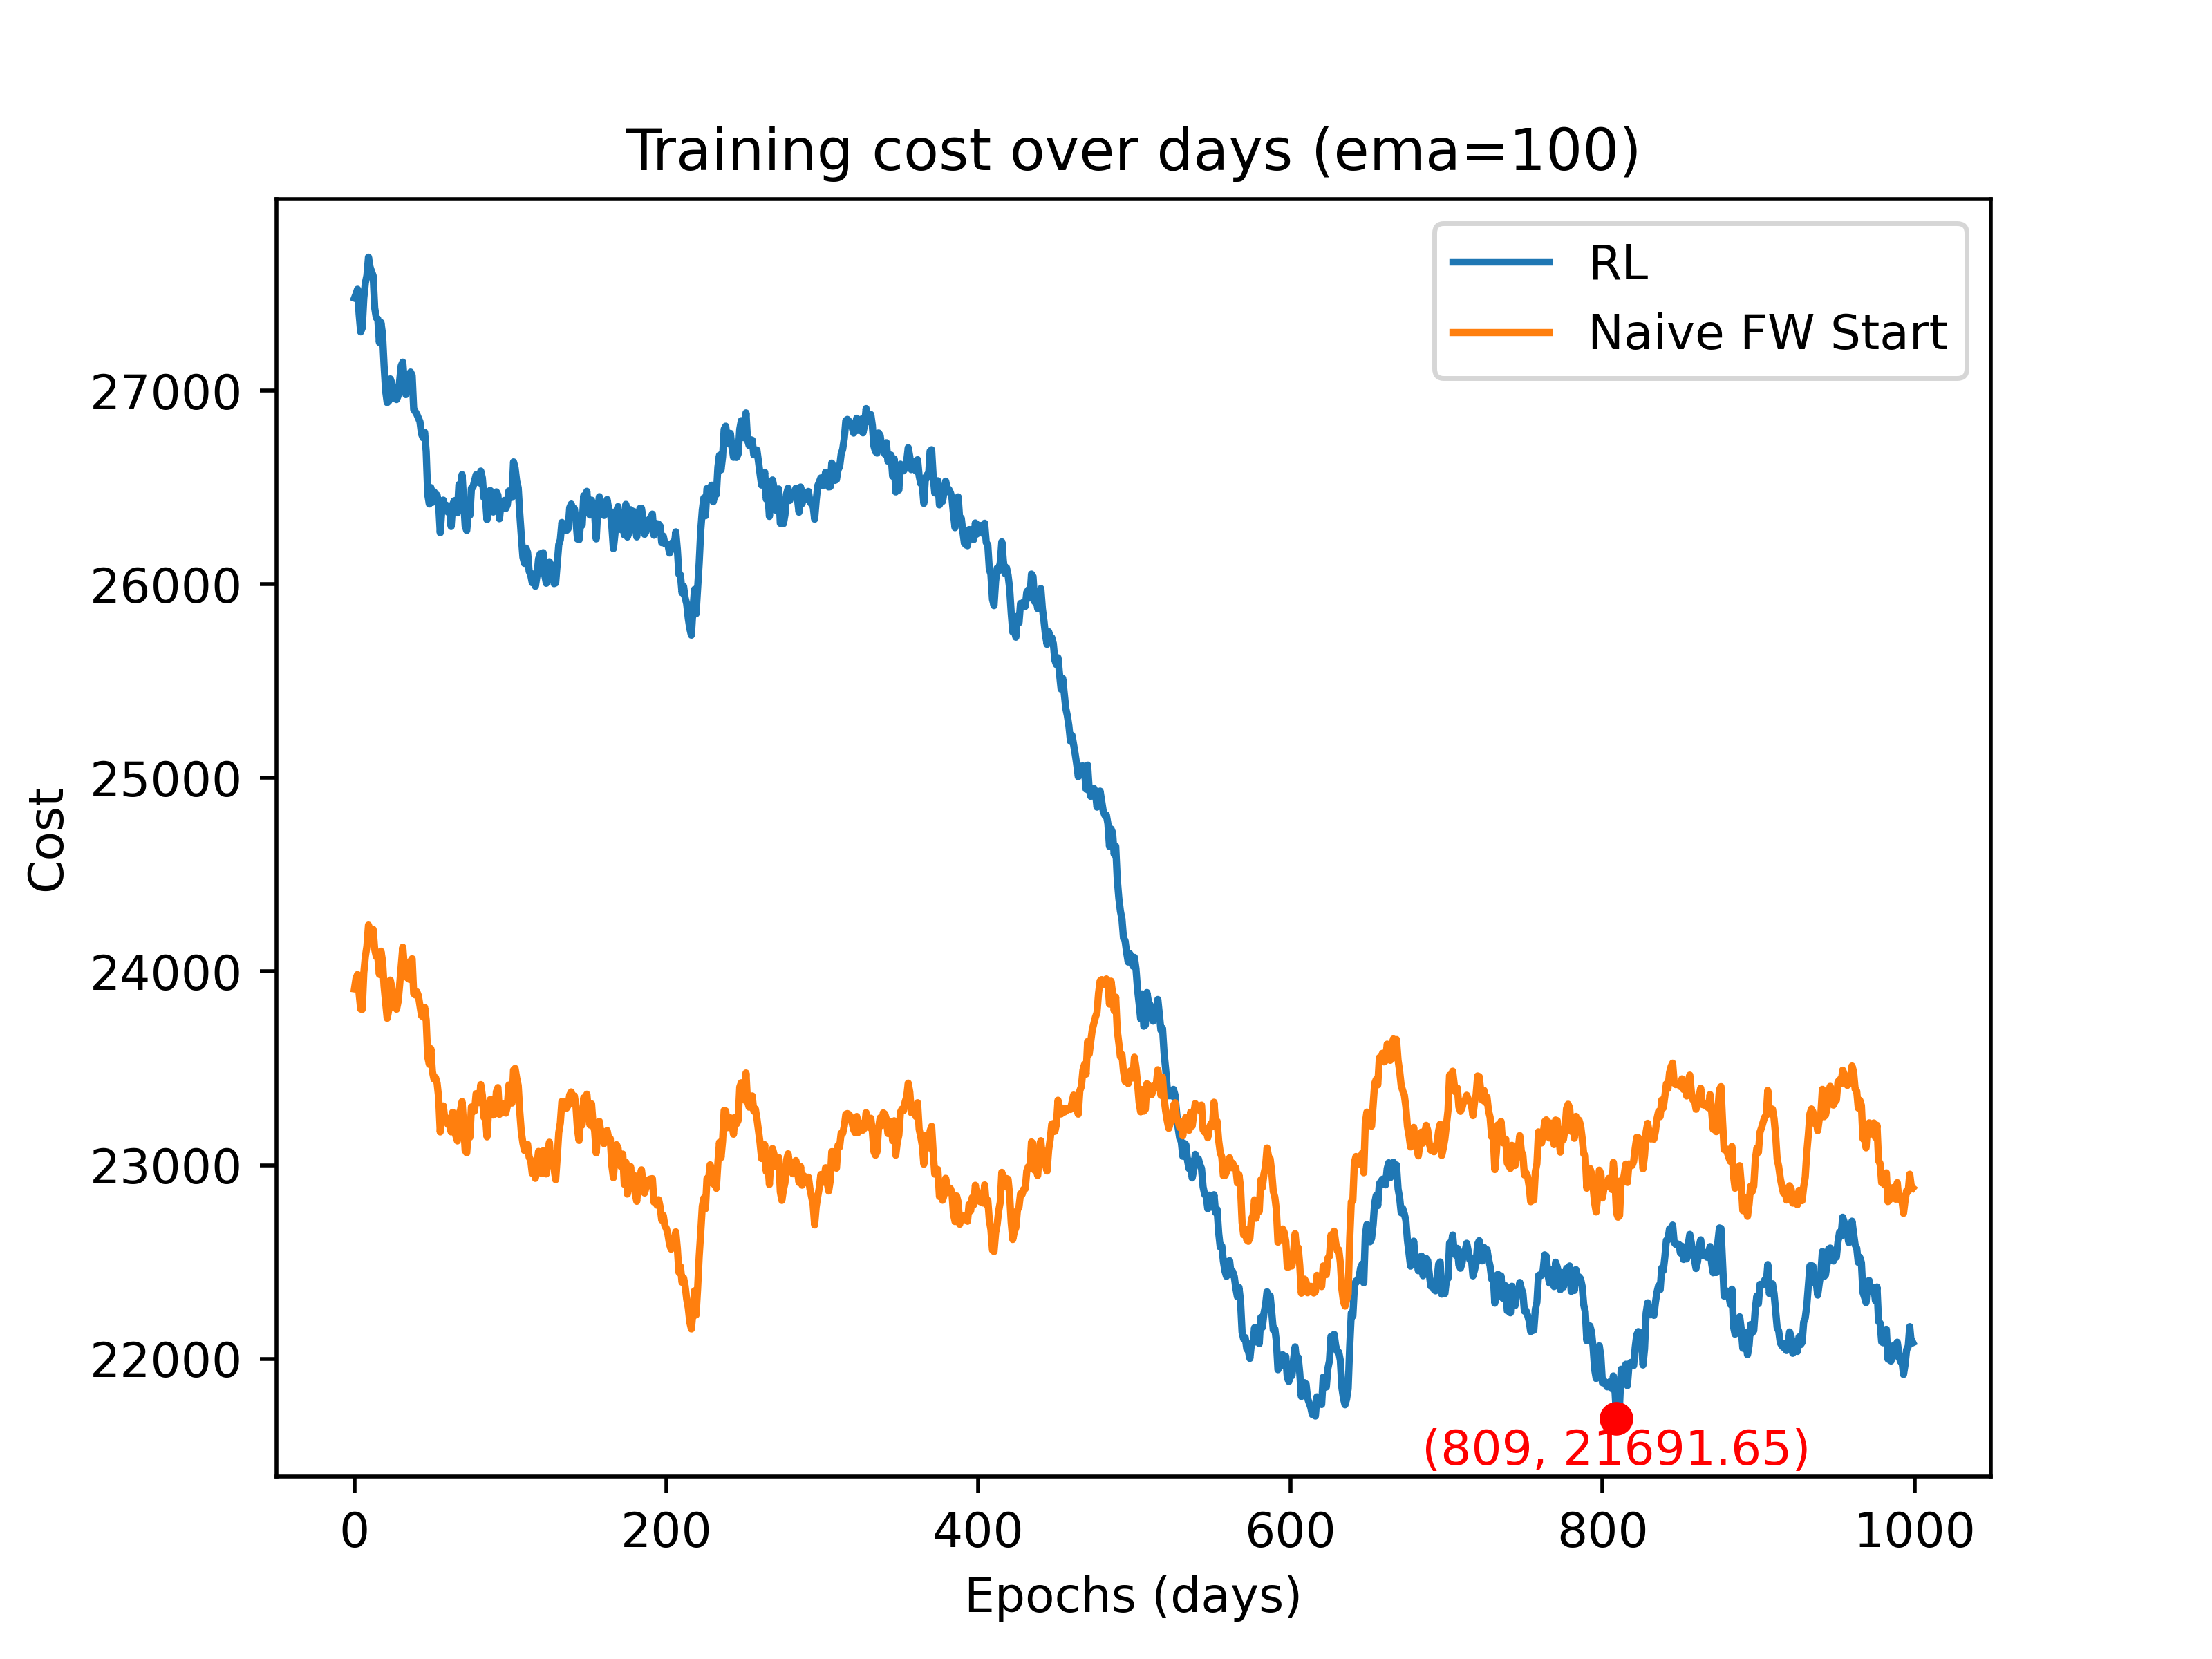 Training cost over days (ema=100)
RL
Naive FW Start
Cost
27000
26000
25000
24000
23000
22000
(809, 21691.65)
0 200 400 600 800 1000
Epochs (days)